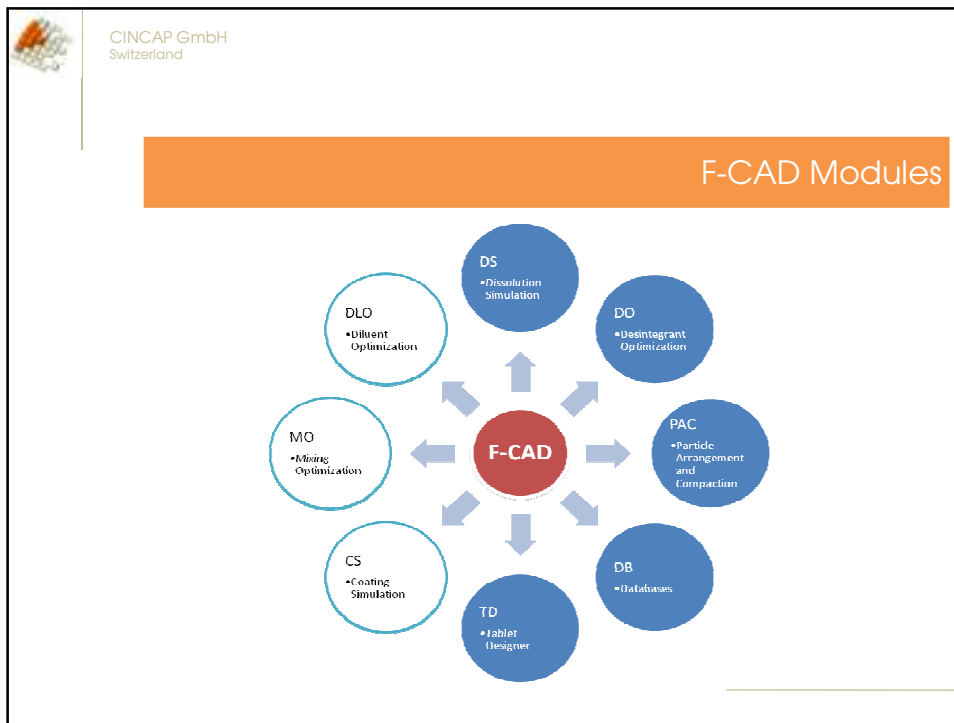 CINCAP GmbH
Switzerland
F-CAD Modules
DS
•Dissolution
Simulation
DO
•Desintegrant
Optimization
PAC
•Particle
Arrangement
and
Compaction
DB
•Databases
TD
•Tablet
Designer
CS
•Coating
Simulation
MO
•Mixing
Optimization
DLO
•Diluent
Optimization
F-CAD